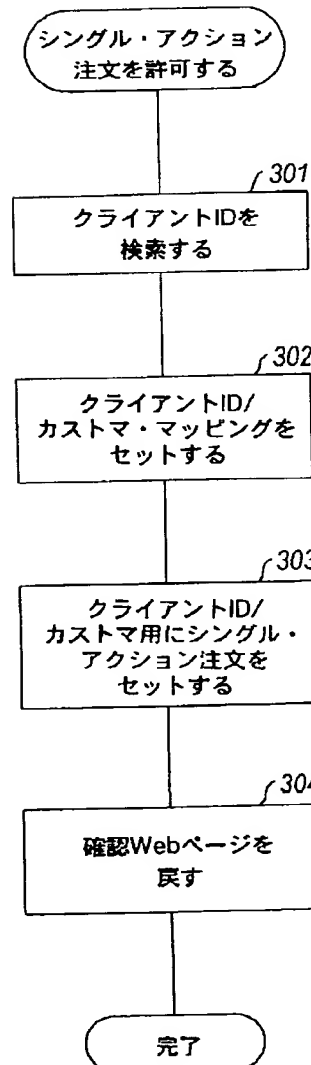 シングル・アクション
注文を許可する
301
クライアントIDを
検索する
302
クライアントID/
カストマ・マッピングを
セットする
303
クライアントID/
カストマ用にシングル・
アクション注文を
セットする
304
確認Webページを
戻す
完了